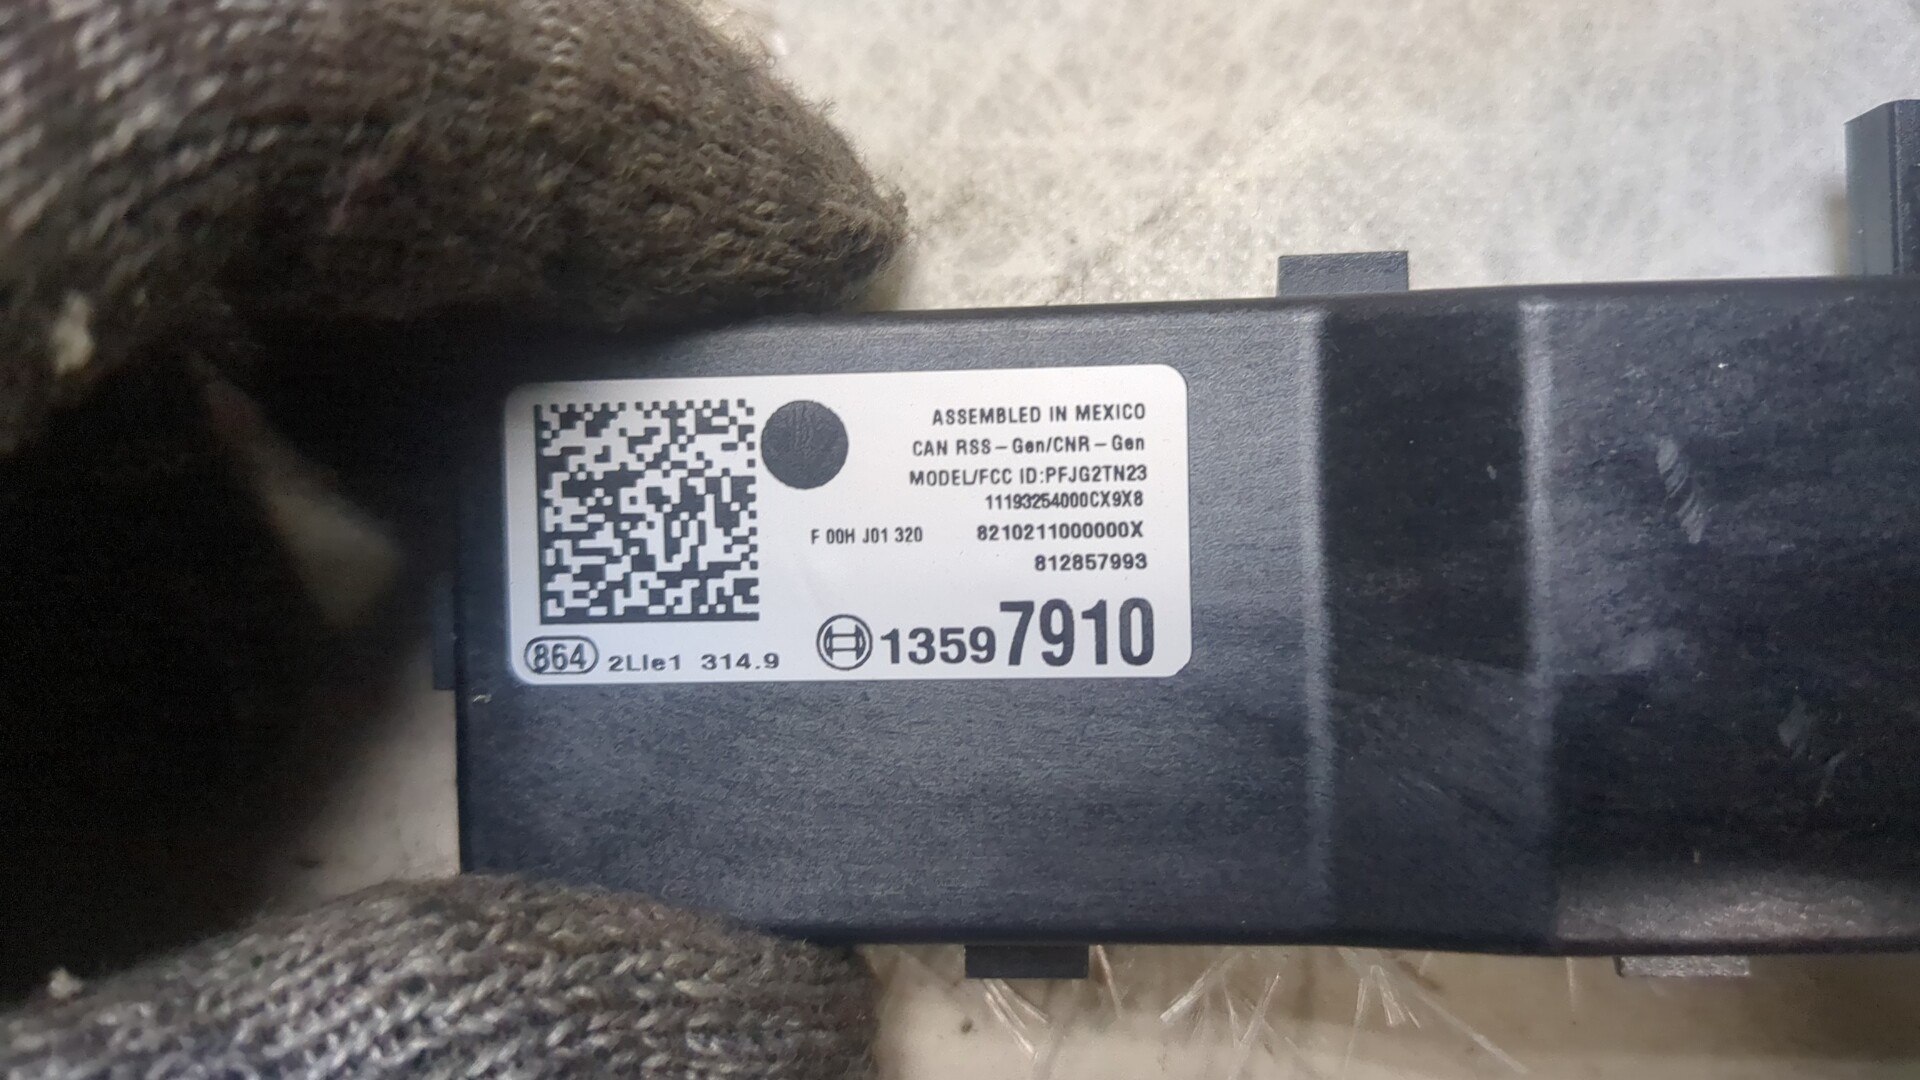 ASSEMBLED IN MEXICO
CAN RSS-Gen/CNR-Gen
MODEL/FCC ID:PFJG2TN23
11193254000CX9X8
F 00H J01 320 8210211000000X
812857993
864 2LIe1 314.9 13597910